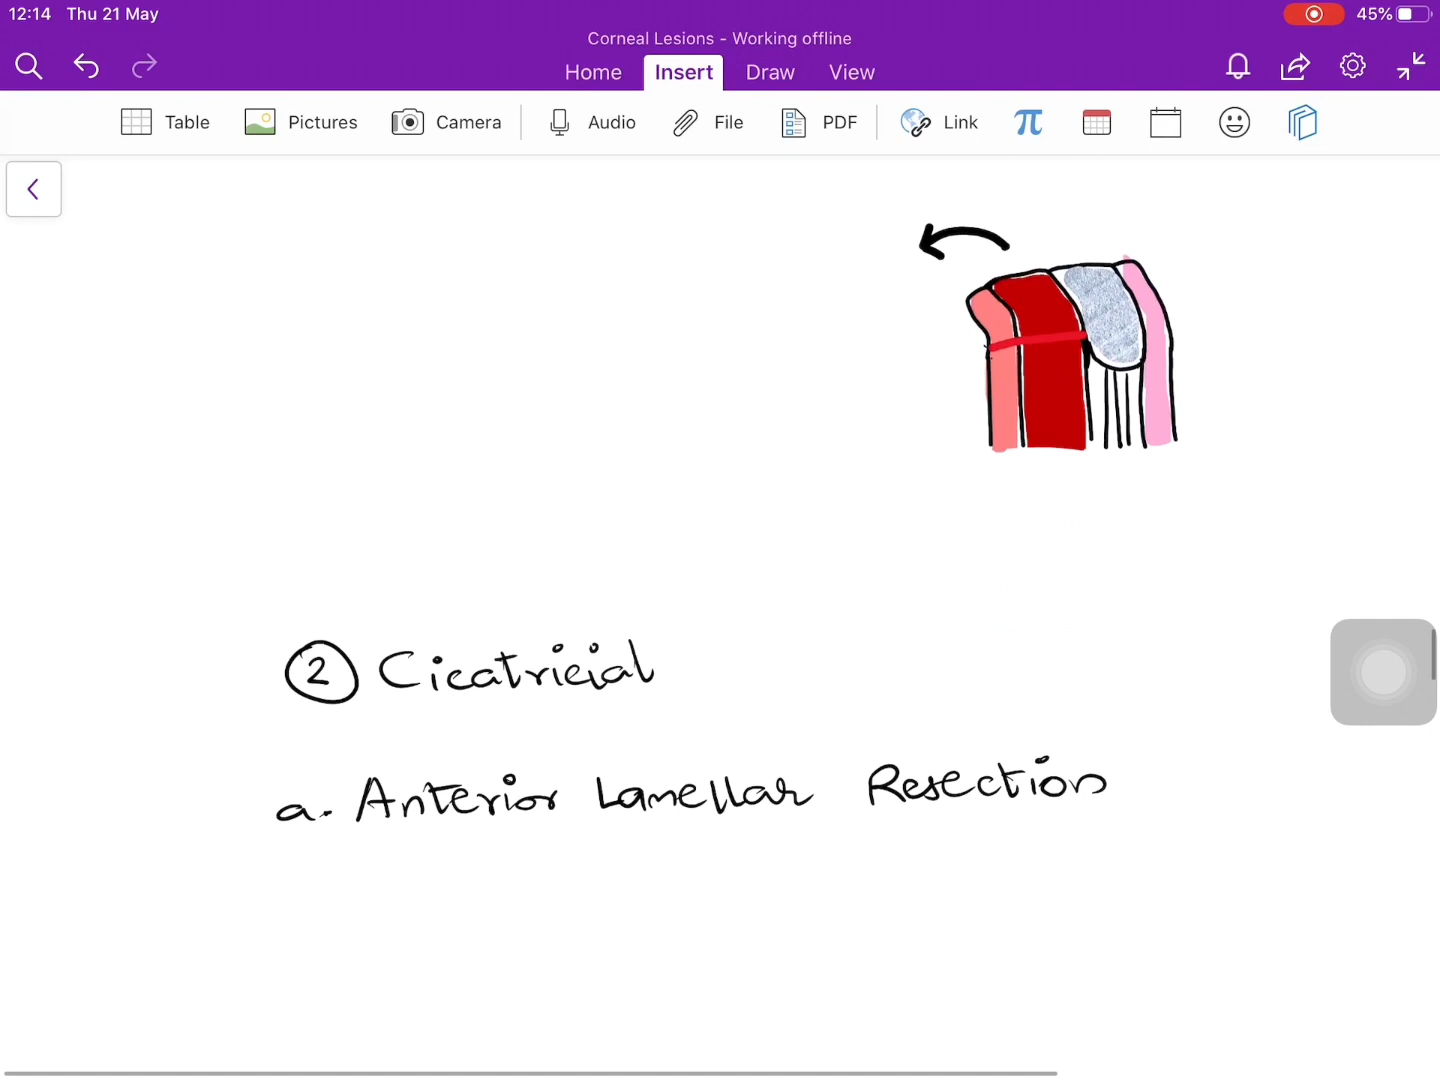 12:14 Thu 21 May 45%
Corneal Lesions - Working offline
Home Insert Draw View
Table Pictures Camera Audio File PDF Link π
② Cicatricial
a. Anterior Lamellar Resection